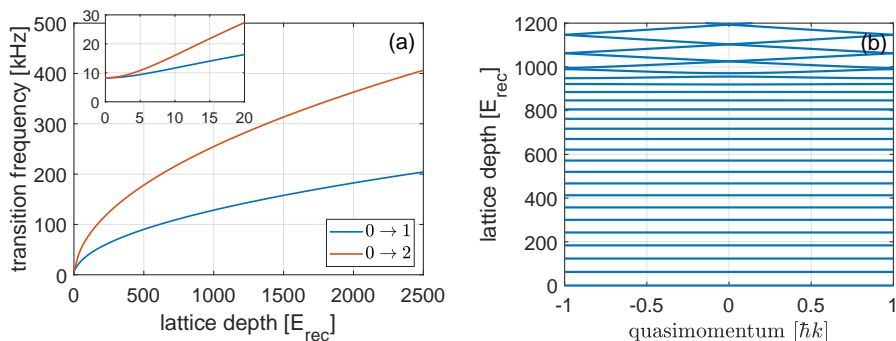 (a)
transition frequency [kHz]
500
400
300
200
100
0
30
20
10
0
0 5 10 15 20
0 → 1
0 → 2
0 500 1000 1500 2000 2500
lattice depth [E_rec]
(b)
lattice depth [E_rec]
1200
1000
800
600
400
200
0
-1 -0.5 0 0.5 1
quasimomentum [ℏk]